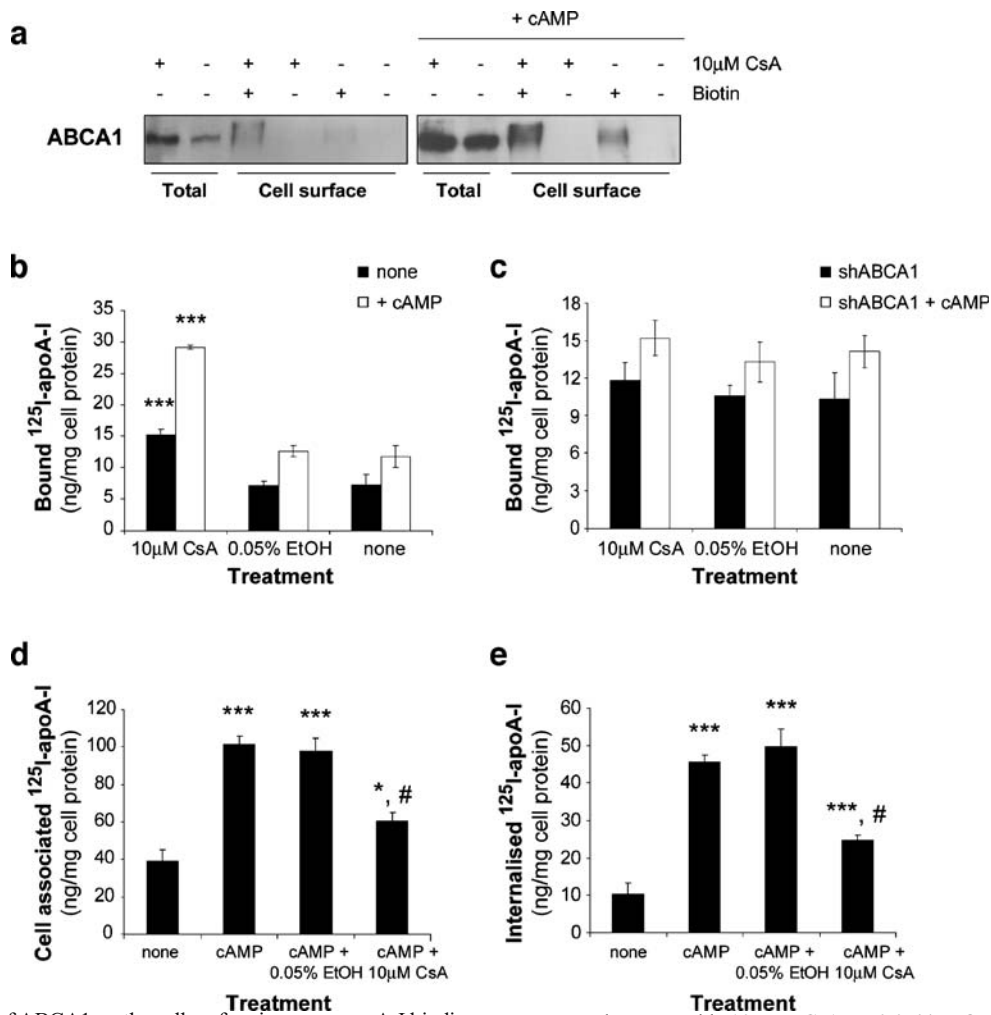 a
+ cAMP
+ - + + - - + - + + - - 10µM CsA
- - + - + - - - + - + - Biotin
ABCA1
Total Cell surface Total Cell surface
b
■ none
□ + cAMP
Bound ¹²⁵I-apoA-I
(ng/mg cell protein)
35
30
25
20
15
10
5
0
***
***
10µM CsA 0.05% EtOH none
Treatment
c
■ shABCA1
□ shABCA1 + cAMP
Bound ¹²⁵I-apoA-I
(ng/mg cell protein)
18
15
12
9
6
3
0
10µM CsA 0.05% EtOH none
Treatment
d
Cell associated ¹²⁵I-apoA-I
(ng/mg cell protein)
120
100
80
60
40
20
0
***
***
*, #
none cAMP cAMP + cAMP +
0.05% EtOH 10µM CsA
Treatment
e
Internalised ¹²⁵I-apoA-I
(ng/mg cell protein)
60
50
40
30
20
10
0
***
***
***, #
none cAMP cAMP + cAMP +
0.05% EtOH 10µM CsA
Treatment